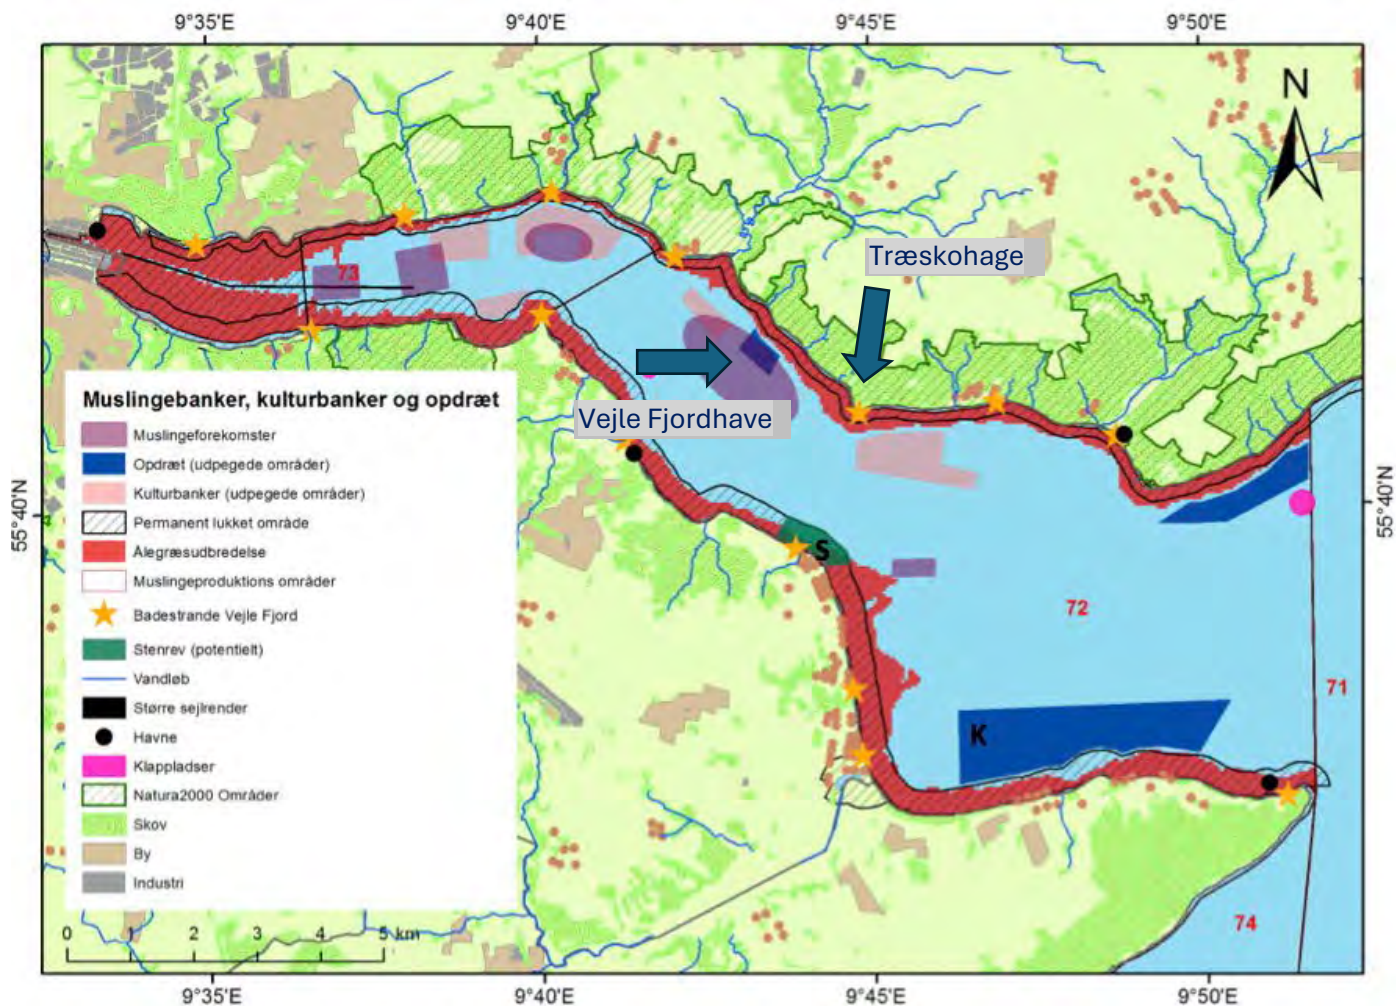 9°35'E 9°40'E 9°45'E 9°50'E
N
Træskohage
73
Vejle Fjordhave
Muslingebanker, kulturbanker og opdræt
Muslingeforekomster
Opdræt (udpegede områder)
Kulturbanker (udpegede områder)
Permanent lukket område
Ålegræsudbredelse
Muslingeproduktions områder
Badestrande Vejle Fjord
Stenrev (potentielt)
Vandløb
Større sejlrender
Havne
Klappladser
Natura2000 Områder
Skov
By
Industri
55°40'N
55°40'N
S
72
71
K
74
0 1 2 3 4 5 km
9°35'E 9°40'E 9°45'E 9°50'E